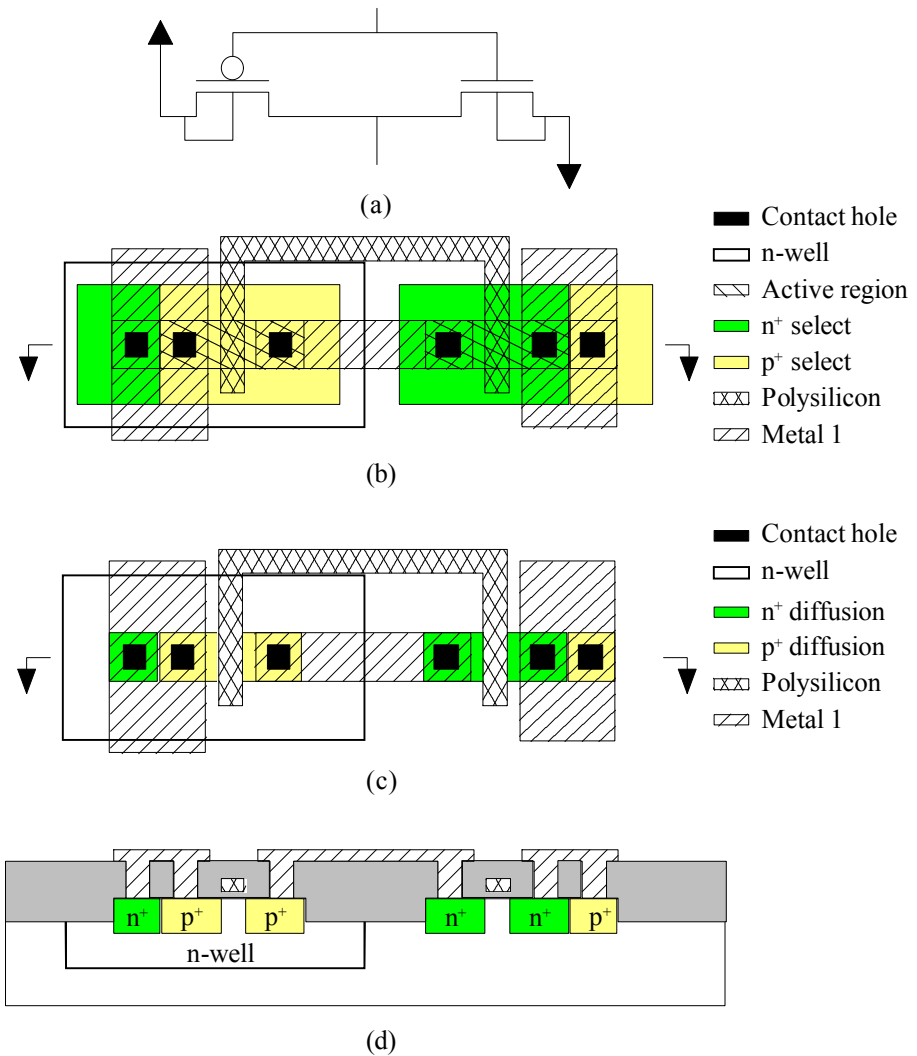 (a)
Contact hole
n-well
Active region
n⁺ select
p⁺ select
Polysilicon
Metal 1
(b)
Contact hole
n-well
n⁺ diffusion
p⁺ diffusion
Polysilicon
Metal 1
(c)
n⁺ p⁺ n⁺ n⁺ p⁺
n-well
(d)